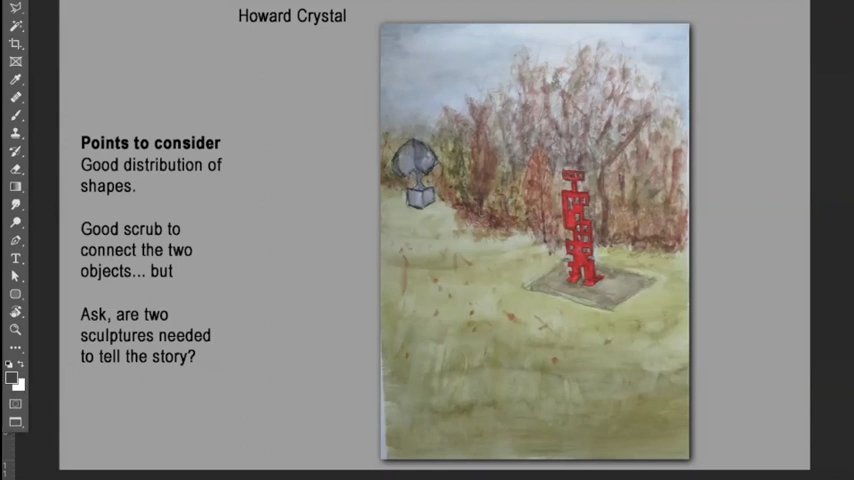 Howard Crystal
Points to consider
Good distribution of
shapes.
Good scrub to
connect the two
objects... but
Ask, are two
sculptures needed
to tell the story?